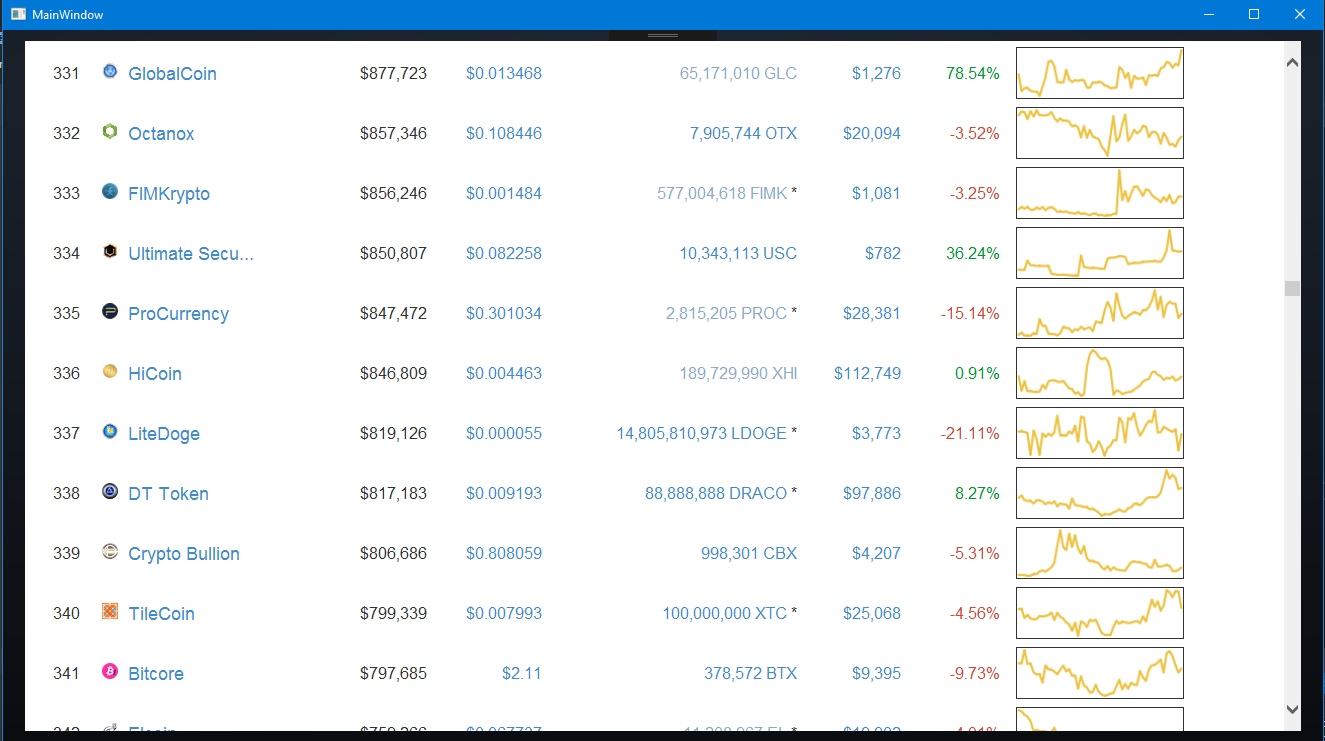 MainWindow
331 GlobalCoin $877,723 $0.013468 65,171,010 GLC $1,276 78.54%
332 Octanox $857,346 $0.108446 7,905,744 OTX $20,094 -3.52%
333 FIMKrypto $856,246 $0.001484 577,004,618 FIMK * $1,081 -3.25%
334 Ultimate Secu... $850,807 $0.082258 10,343,113 USC $782 36.24%
335 ProCurrency $847,472 $0.301034 2,815,205 PROC * $28,381 -15.14%
336 HiCoin $846,809 $0.004463 189,729,990 XHI $112,749 0.91%
337 LiteDoge $819,126 $0.000055 14,805,810,973 LDOGE * $3,773 -21.11%
338 DT Token $817,183 $0.009193 88,888,888 DRACO * $97,886 8.27%
339 Crypto Bullion $806,686 $0.808059 998,301 CBX $4,207 -5.31%
340 TileCoin $799,339 $0.007993 100,000,000 XTC * $25,068 -4.56%
341 Bitcore $797,685 $2.11 378,572 BTX $9,395 -9.73%
342